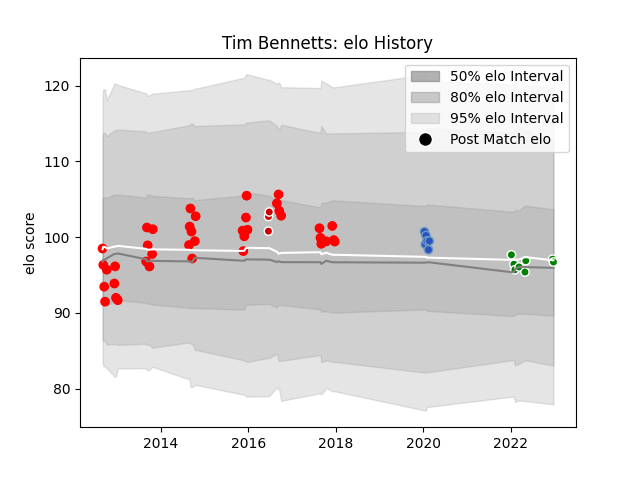 Tim Bennetts: elo History
50% elo Interval
80% elo Interval
95% elo Interval
Post Match elo
elo score
120
110
100
90
80
2014
2016
2018
2020
2022